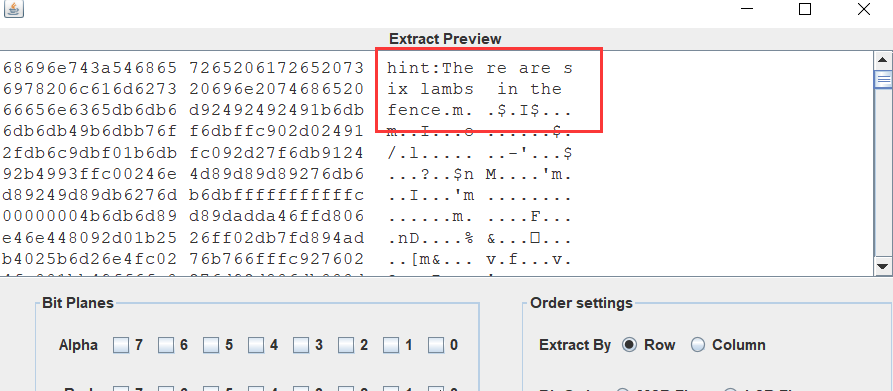 Extract Preview
68696e743a546865 7265206172652073 hint:The re are s
6978206c616d6273 20696e2074686520 ix lambs in the
66656e6365db6db6 d92492492491b6db fence.m. .$.I$...
6db6db49b6dbb76f f6dbffc902d02491 m..I...o ......$.
2fdb6c9dbf01b6db fc092d27f6db9124 /.l..... ..-'...$
92b4993ffc00246e 4d89d89d89276db6 ...?..$n M....'m.
d89249d89db6276d b6dbffffffffffffc ..I...'m ........
00000004b6db6d89 d89dadda46ffd806 ......m. ....F...
e46e448092d01b25 26ff02db7fd894ad .nD....% &...□...
b4025b6d26e4fc02 76b766fffc927602 ..[m&... v.f...v.
Bit Planes
Order settings
Alpha 7 6 5 4 3 2 1 0
Extract By Row Column